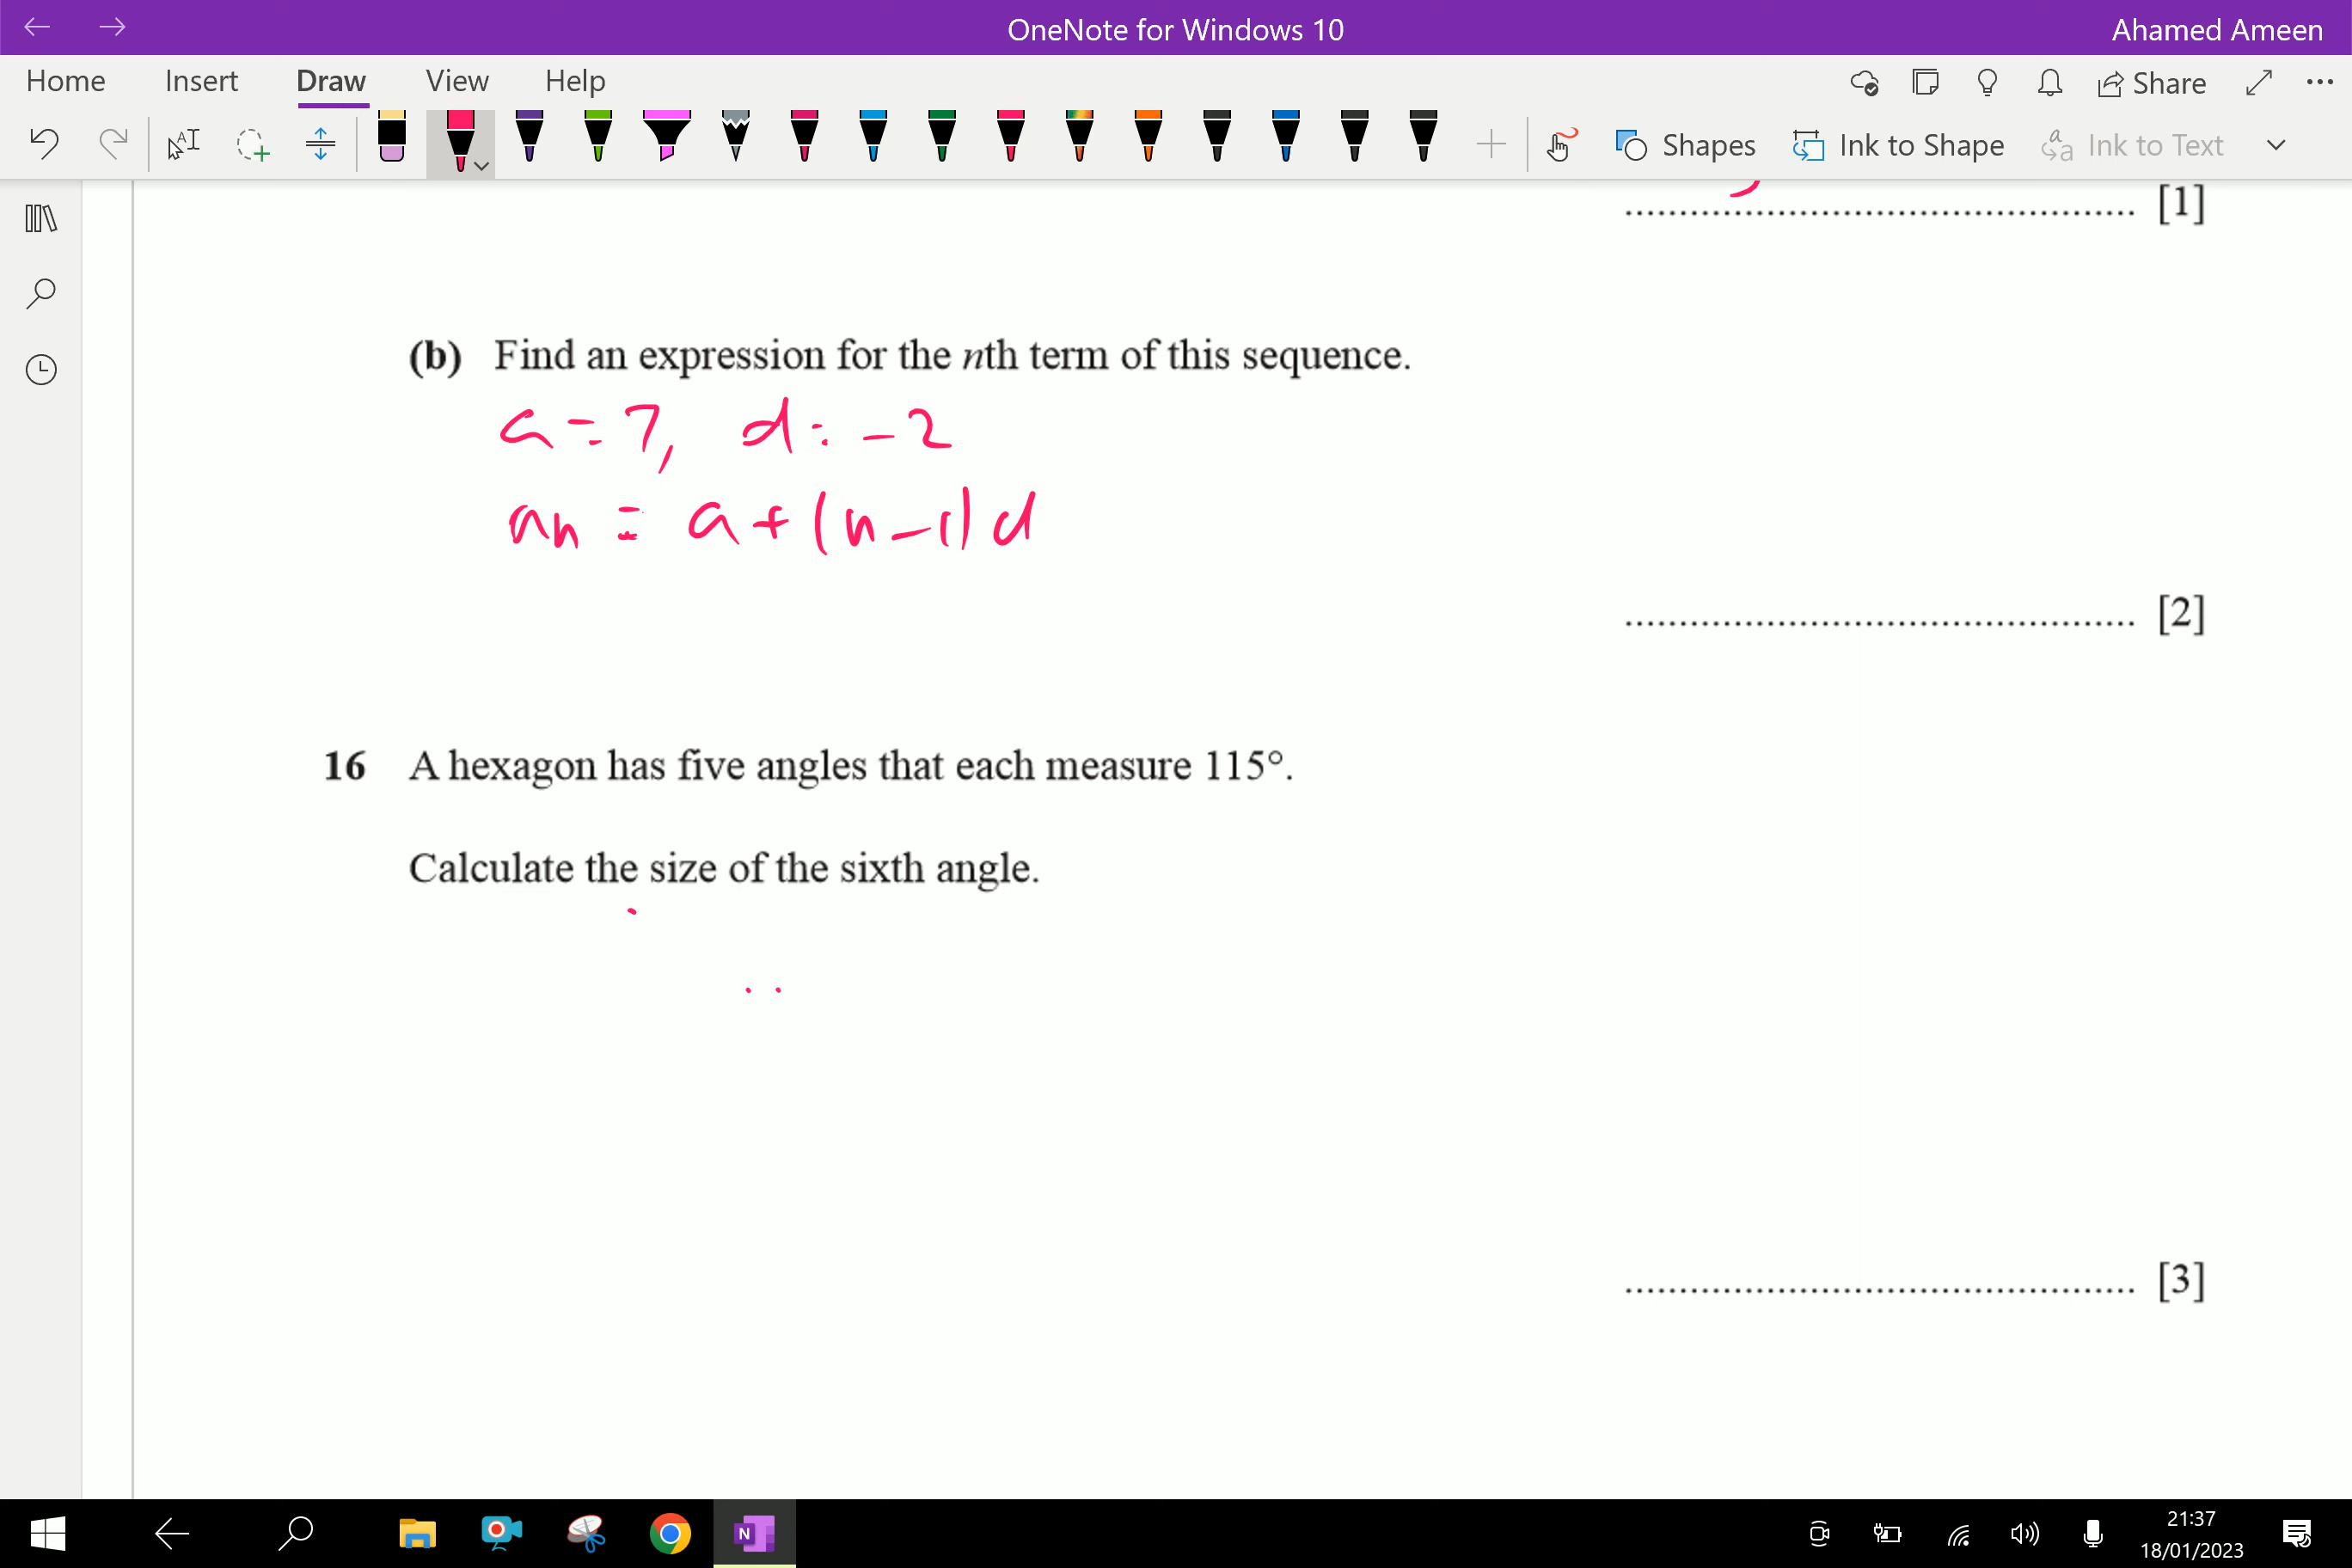 OneNote for Windows 10
Ahamed Ameen
Home Insert Draw View Help
Share
Shapes Ink to Shape Ink to Text
[1]
(b) Find an expression for the nth term of this sequence.
a = 7, d = -2
an = a + (n-1)d
[2]
16 A hexagon has five angles that each measure 115°.
Calculate the size of the sixth angle.
[3]
21:37
18/01/2023